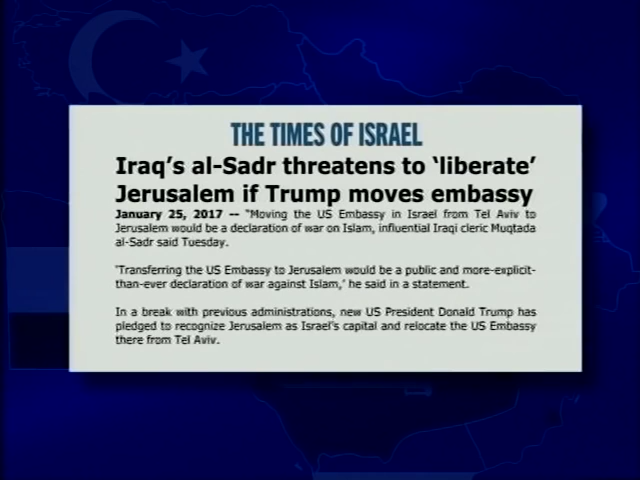 THE TIMES OF ISRAEL
Iraq's al-Sadr threatens to 'liberate'
Jerusalem if Trump moves embassy
January 25, 2017 -- "Moving the US Embassy in Israel from Tel Aviv to
Jerusalem would be a declaration of war on Islam, influential Iraqi cleric Muqtada
al-Sadr said Tuesday.
'Transferring the US Embassy to Jerusalem would be a public and more-explicit-
than-ever declaration of war against Islam,' he said in a statement.
In a break with previous administrations, new US President Donald Trump has
pledged to recognize Jerusalem as Israel's capital and relocate the US Embassy
there from Tel Aviv.